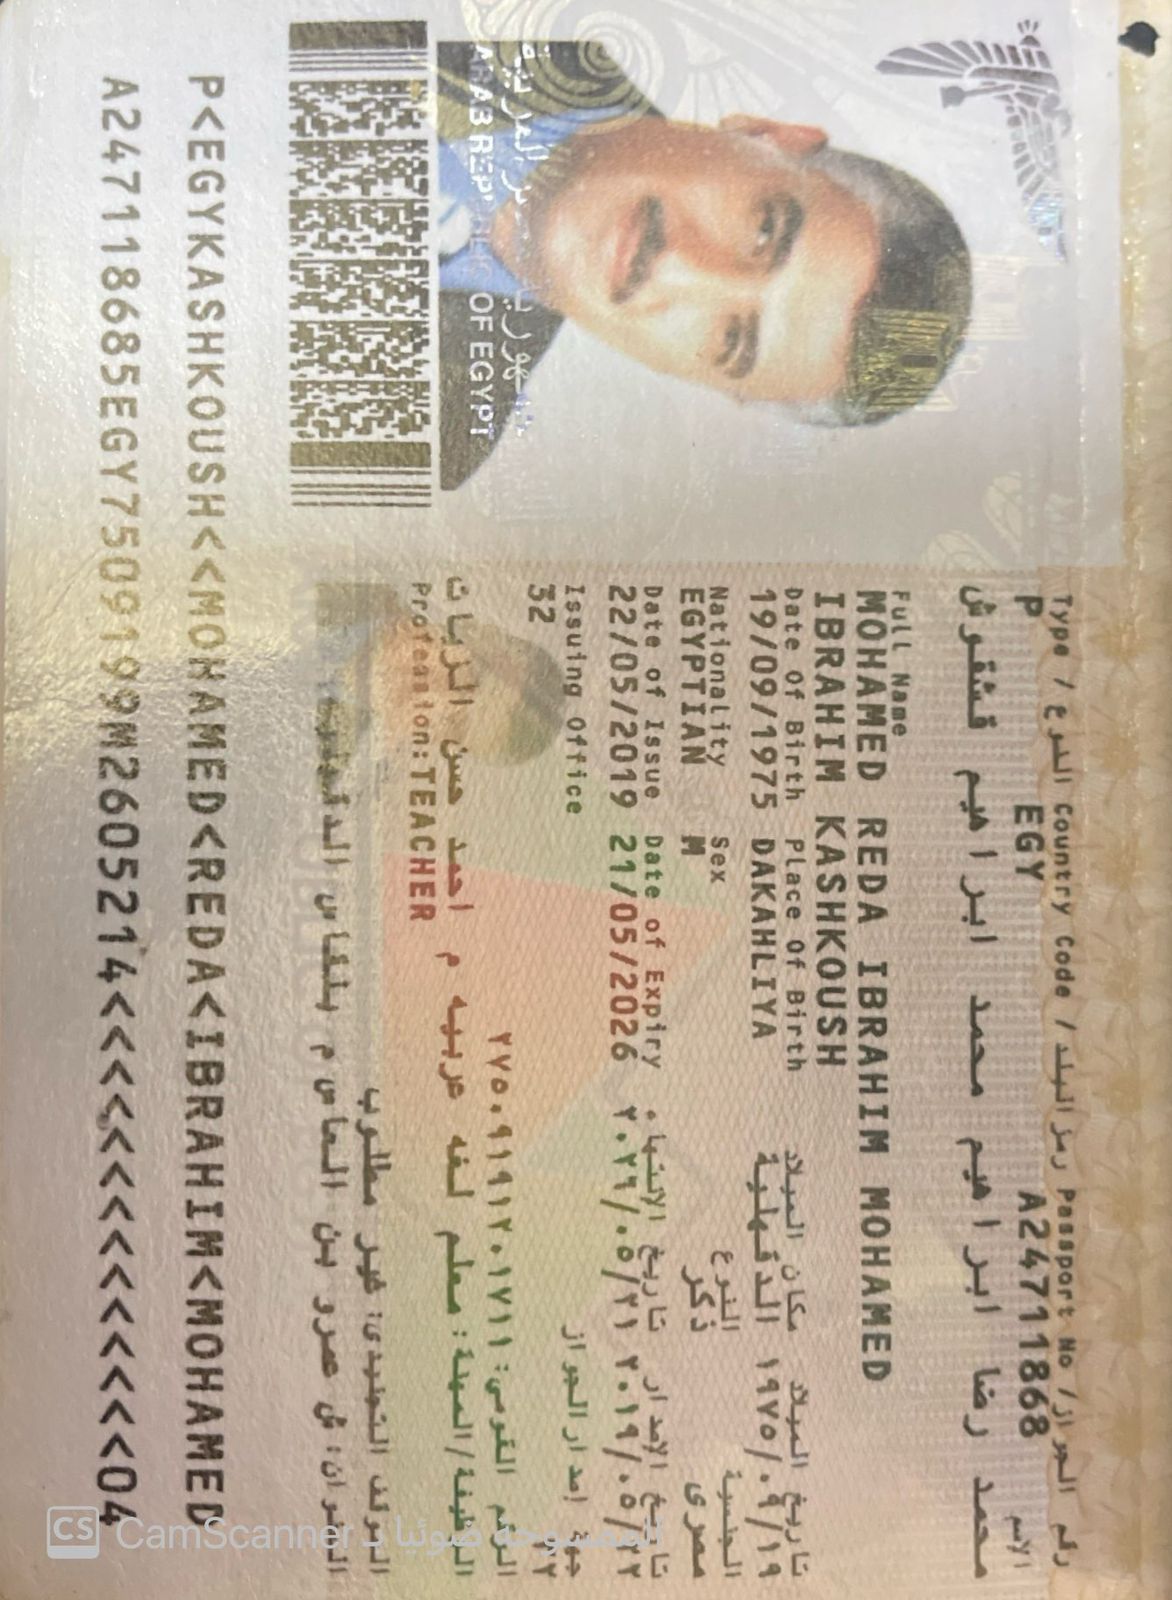 Type / النوع Country Code / رمز البلد Passport No / رقم الجواز
P EGY A24711868
الاسم
محمد رضا ابراهيم محمد ابراهيم قشقوش
Full Name
MOHAMED REDA IBRAHIM MOHAMED
IBRAHIM KASHKOUSH
Date Of Birth Place Of Birth مكان الميلاد تاريخ الميلاد
19/09/1975 DAKAHLIYA الدقهلية ١٩٧٥/٠٩/١٩
Nationality Sex النوع الجنسية
EGYPTIAN M ذكر مصرى
Date of Issue Date of Expiry تاريخ الإنتهاء تاريخ الإصدار
22/05/2019 21/05/2026 ٢٠٢٦/٠٥/٢١ ٢٠١٩/٠٥/٢٢
Issuing Office جهة إصدار الجواز
32
الرقم القومي: ٢٧٥٠٩١٩١٢٠١٧١١
الوظيفة/المهنة: معلم لغه عربيه م احمد حسن الزيات
Profession:TEACHER
الموقف التجنيدى: غير مطلوب
العنوان: ش عمرو بن العاص م بلقاس الدقهليه
جمهورية مصر العربية
ARAB REPUBLIC OF EGYPT
P<EGYKASHKOUSH<<MOHAMED<REDA<IBRAHIM<MOHAMED
A247118685EGY7509199M2605214<<<<<<<<<<<<<<<04
CS CamScanner